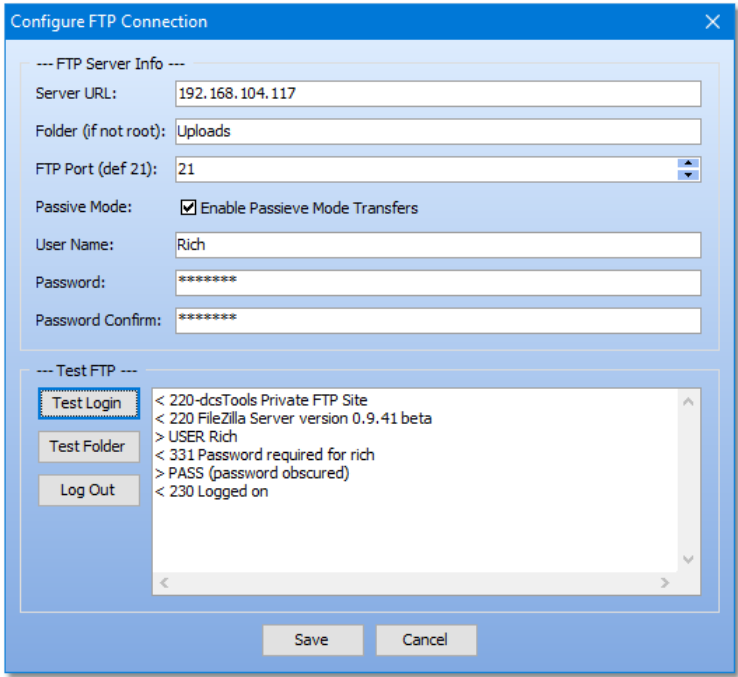 Configure FTP Connection
--- FTP Server Info ---
Server URL: 192.168.104.117
Folder (if not root): Uploads
FTP Port (def 21): 21
Passive Mode: Enable Passieve Mode Transfers
User Name: Rich
Password: *******
Password Confirm: *******
--- Test FTP ---
Test Login
Test Folder
Log Out
< 220-dcsTools Private FTP Site
< 220 FileZilla Server version 0.9.41 beta
> USER Rich
< 331 Password required for rich
> PASS (password obscured)
< 230 Logged on
Save Cancel